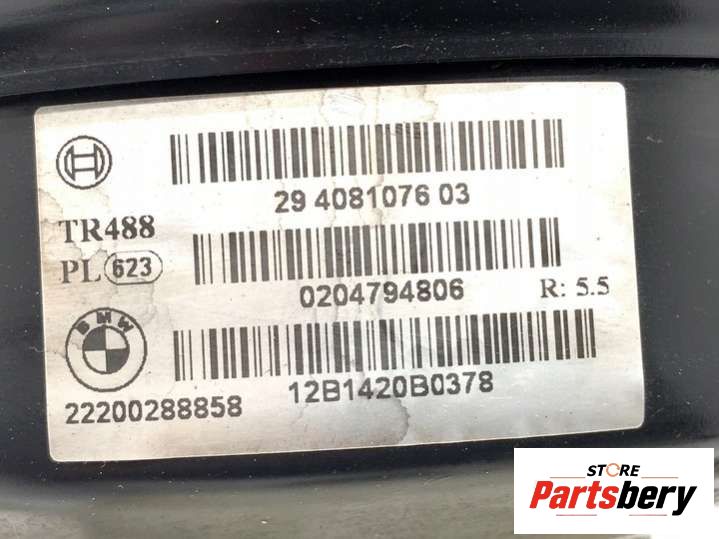 29 4081076 03
TR488
PL 623
0204794806
R: 5.5
BMW
12B1420B0378
22200288858
STORE
Partsbery